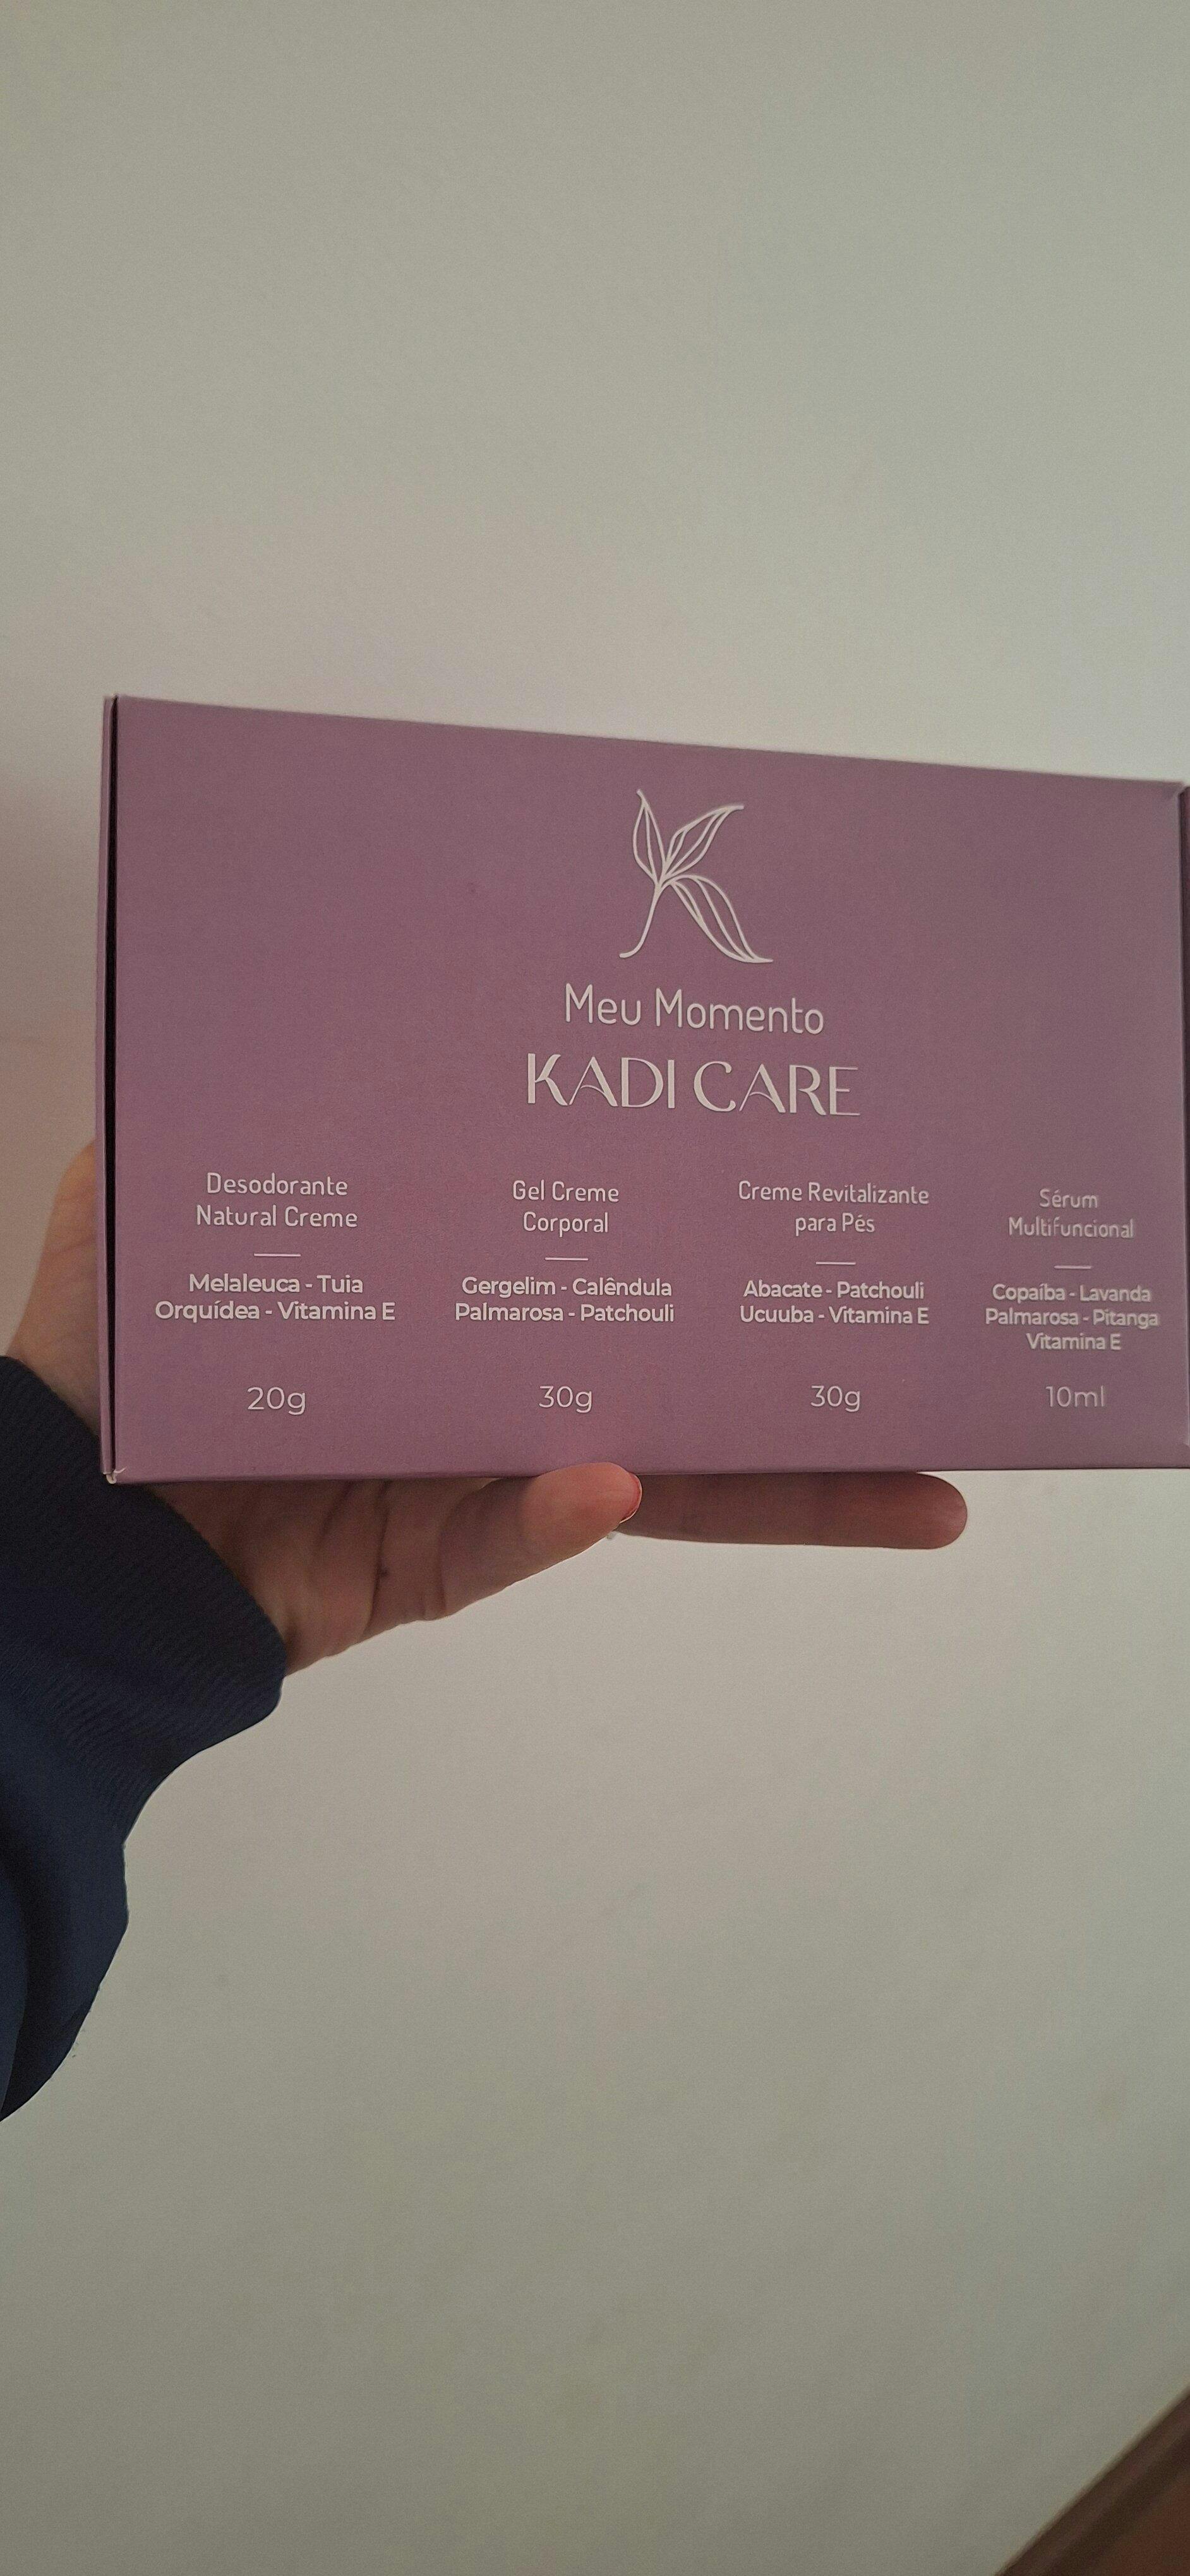 Meu Momento
KADI CARE
Desodorante
Natural Creme
Melaleuca - Tuia
Orquídea - Vitamina E
20g
Gel Creme
Corporal
Gergelim - Calêndula
Palmarosa - Patchouli
30g
Creme Revitalizante
para Pés
Abacate - Patchouli
Ucuuba - Vitamina E
30g
Sérum
Multifuncional
Copaíba - Lavanda
Palmarosa - Pitanga
Vitamina E
10ml